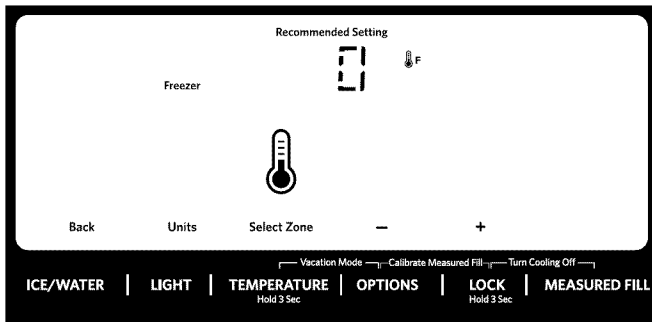 Recommended Setting
0 F
Freezer
Back Units Select Zone − +
Vacation Mode Calibrate Measured Fill Turn Cooling Off
ICE/WATER | LIGHT | TEMPERATURE | OPTIONS | LOCK | MEASURED FILL
Hold 3 Sec Hold 3 Sec